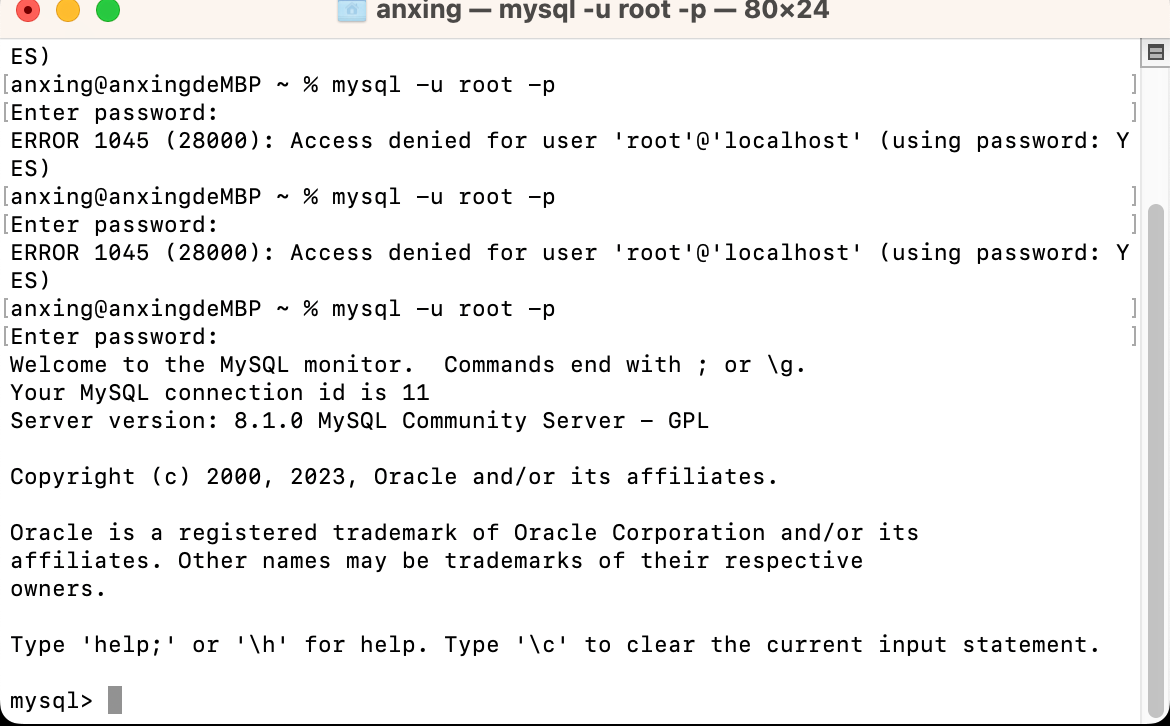 anxing — mysql -u root -p — 80×24
ES)
[anxing@anxingdeMBP ~ % mysql -u root -p ]
[Enter password: ]
ERROR 1045 (28000): Access denied for user 'root'@'localhost' (using password: Y
ES)
[anxing@anxingdeMBP ~ % mysql -u root -p ]
[Enter password: ]
ERROR 1045 (28000): Access denied for user 'root'@'localhost' (using password: Y
ES)
[anxing@anxingdeMBP ~ % mysql -u root -p ]
[Enter password: ]
Welcome to the MySQL monitor.  Commands end with ; or \g.
Your MySQL connection id is 11
Server version: 8.1.0 MySQL Community Server - GPL
Copyright (c) 2000, 2023, Oracle and/or its affiliates.
Oracle is a registered trademark of Oracle Corporation and/or its
affiliates. Other names may be trademarks of their respective
owners.
Type 'help;' or '\h' for help. Type '\c' to clear the current input statement.
mysql>